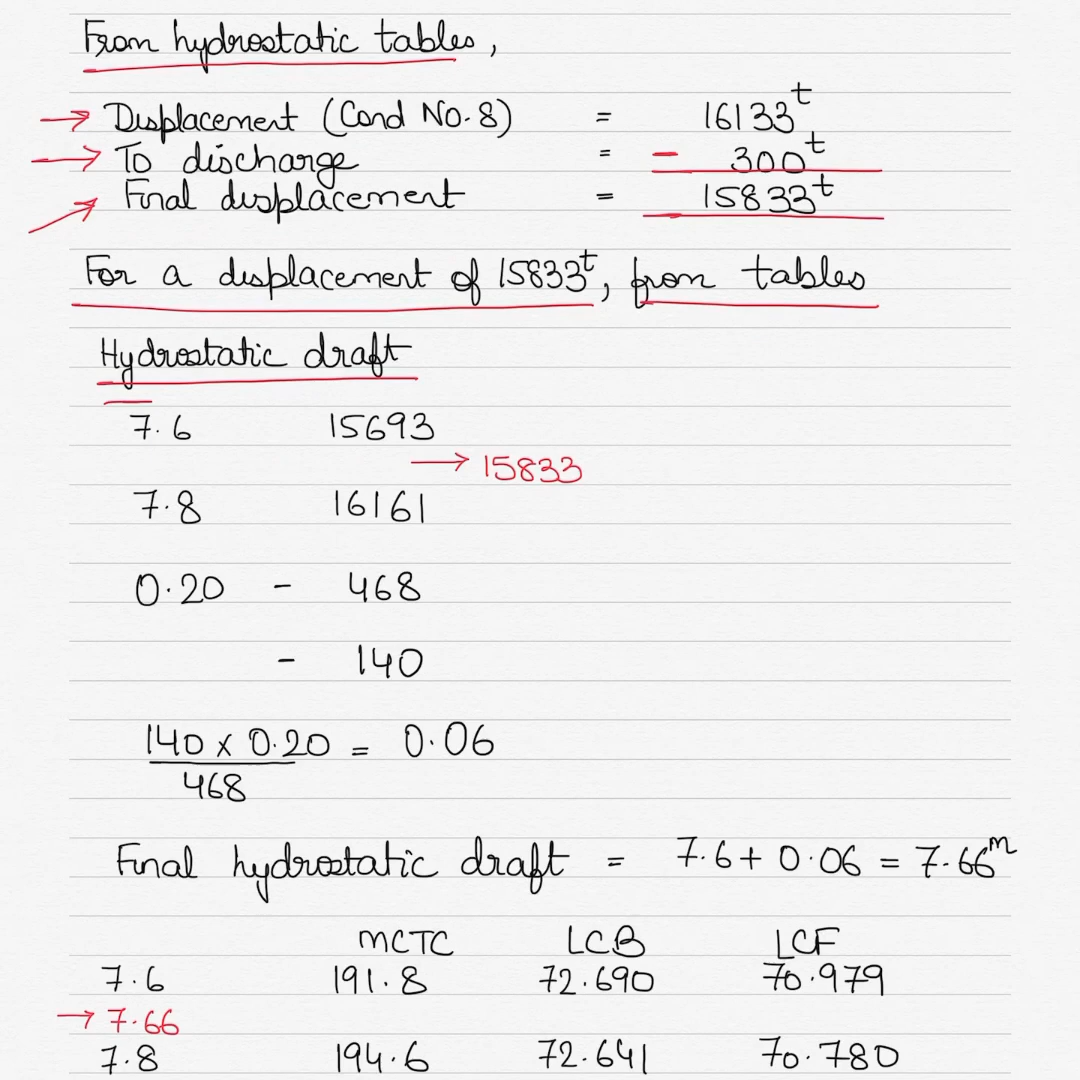 From hydrostatic tables,
→ Displacement (Cond No. 8) = 16133t
→ To discharge = - 300t
→ Final displacement = 15833t
For a displacement of 15833t, from tables
Hydrostatic draft
7.6 15693
→ 15833
7.8 16161
0.20 - 468
- 140
140 x 0.20 = 0.06
468
Final hydrostatic draft = 7.6 + 0.06 = 7.66m
MCTC LCB LCF
7.6 191.8 72.690 70.979
→ 7.66
7.8 194.6 72.641 70.780